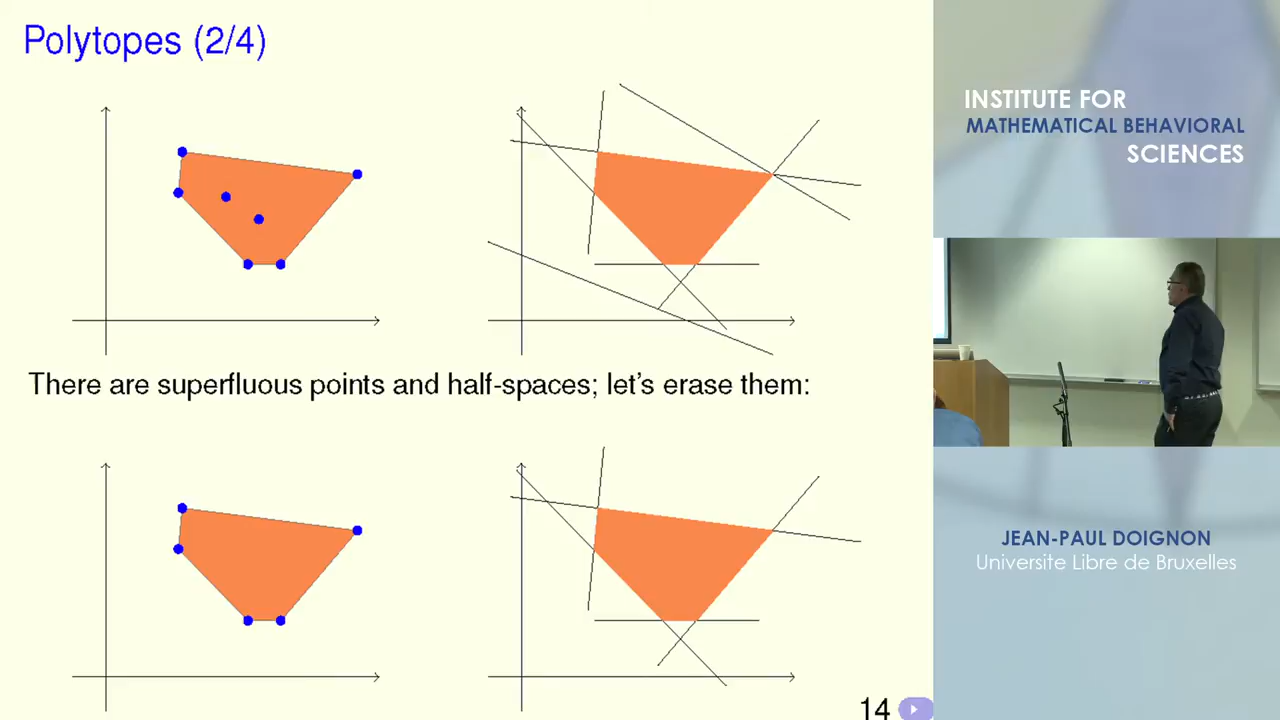 Polytopes (2/4)
There are superfluous points and half-spaces; let's erase them:
14
INSTITUTE FOR
MATHEMATICAL BEHAVIORAL
SCIENCES
JEAN-PAUL DOIGNON
Universite Libre de Bruxelles